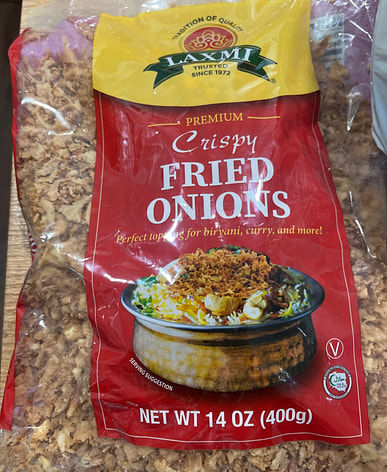 TRADITION OF QUALITY
LAXMI
TRUSTED
SINCE 1972
®
PREMIUM
Crispy
FRIED
ONIONS
Perfect topping for biryani, curry, and more!
SERVING SUGGESTION
V
NET WT 14 OZ (400g)